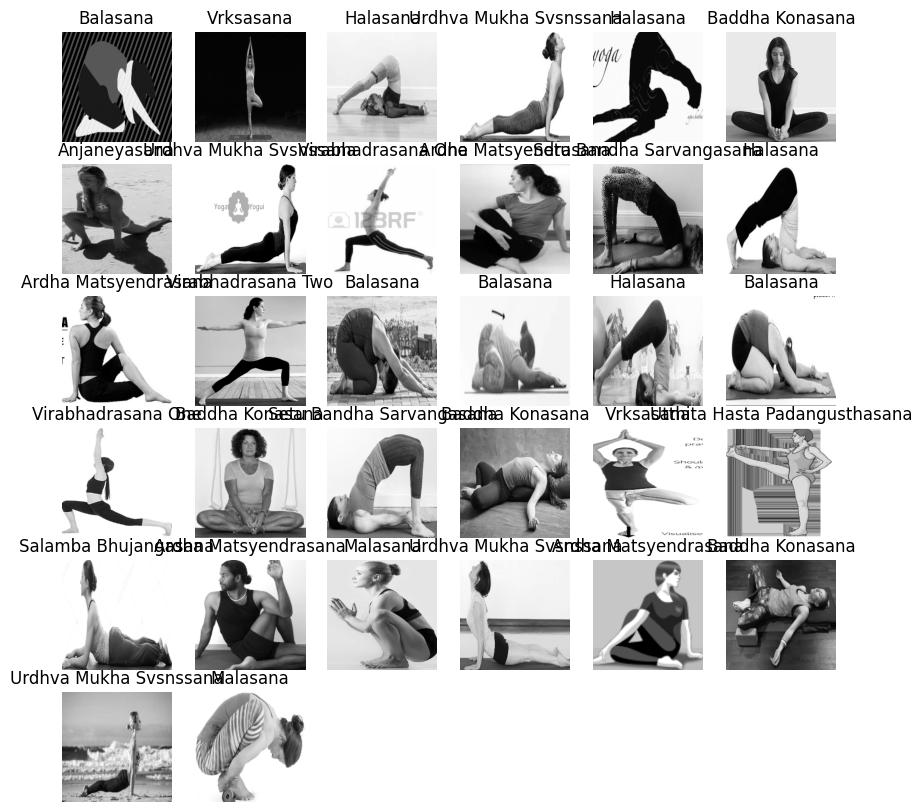 Balasana
Vrksasana
Halasana
Urdhva Mukha Svsnssana
Halasana
Baddha Konasana
yoga
Anjaneyasana
Urdhva Mukha Svsnssana
Virabhadrasana One
Ardha Matsyendrasana
Setu Bandha Sarvangasana
Halasana
Yoga Yogui
123RF
Ardha Matsyendrasana
Virabhadrasana Two
Balasana
Balasana
Halasana
Balasana
A
E
T
Virabhadrasana One
Baddha Konasana
Setu Bandha Sarvangasana
Baddha Konasana
Vrksasana
Utthita Hasta Padangusthasana
Visualise
Salamba Bhujangasana
Ardha Matsyendrasana
Malasana
Urdhva Mukha Svsnssana
Ardha Matsyendrasana
Baddha Konasana
Urdhva Mukha Svsnssana
Malasana